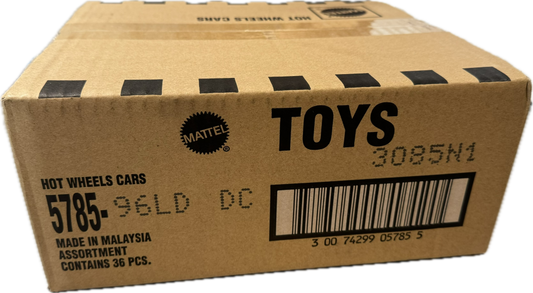 HOT WHEELS CARS
MATTEL
MATTEL
®
TOYS
3085N1
HOT WHEELS CARS
5785-96LD DC
MADE IN MALAYSIA
ASSORTMENT
CONTAINS 36 PCS.
3 00 74299 05785 5